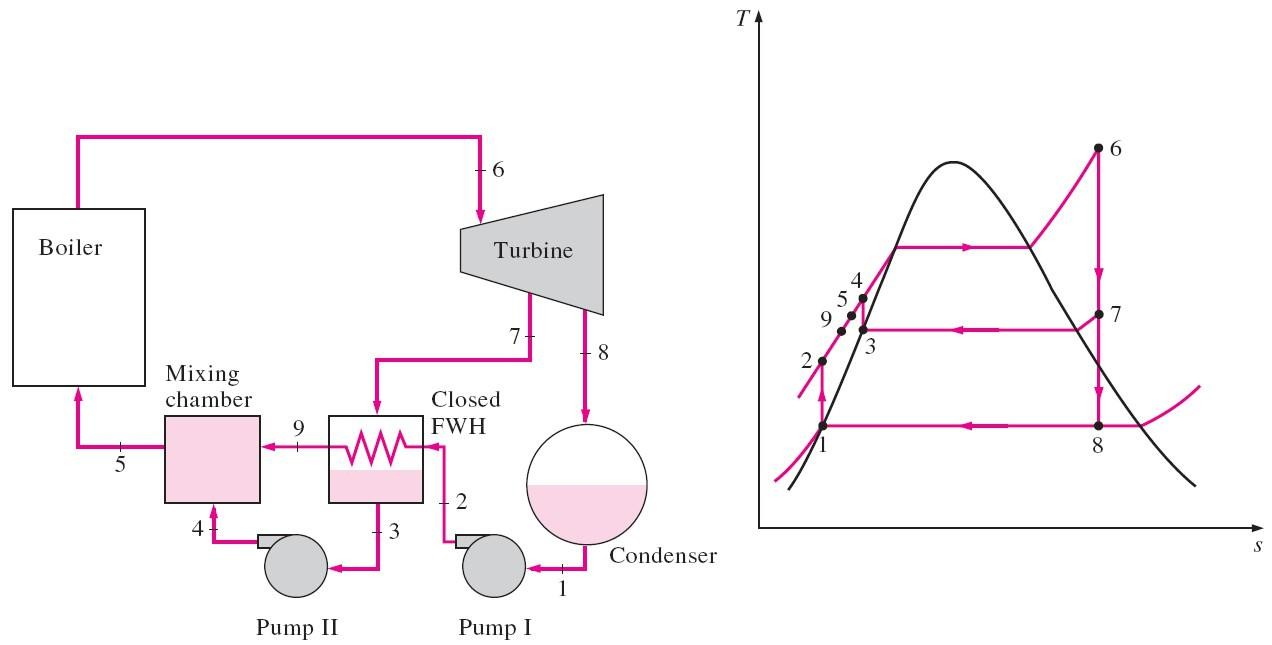 T
6
Boiler
Turbine
7
8
Mixing
chamber
Closed
FWH
9
5
2
4
3
Condenser
1
Pump II
Pump I
6
4
5
9
7
3
2
1
8
s